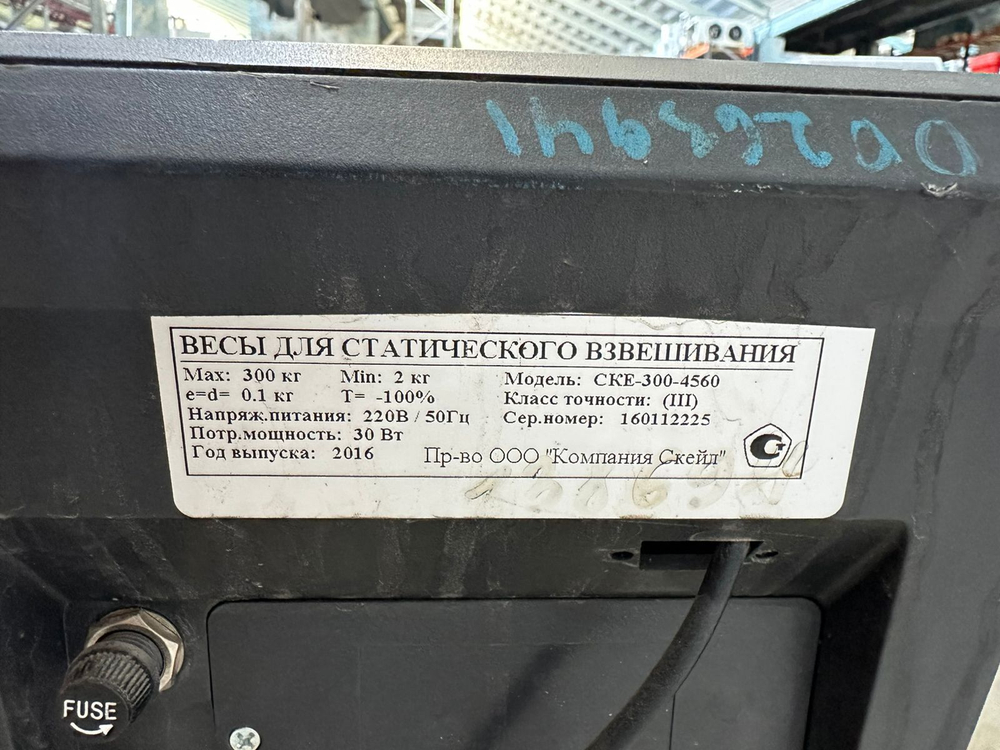 ВЕСЫ ДЛЯ СТАТИЧЕСКОГО ВЗВЕШИВАНИЯ
Max: 300 кг Min: 2 кг Модель: СКЕ-300-4560
e=d= 0.1 кг T= -100% Класс точности: (III)
Напряж.питания: 220В / 50Гц Сер.номер: 160112225
Потр.мощность: 30 Вт
Год выпуска: 2016 Пр-во ООО "Компания Скейл"
FUSE